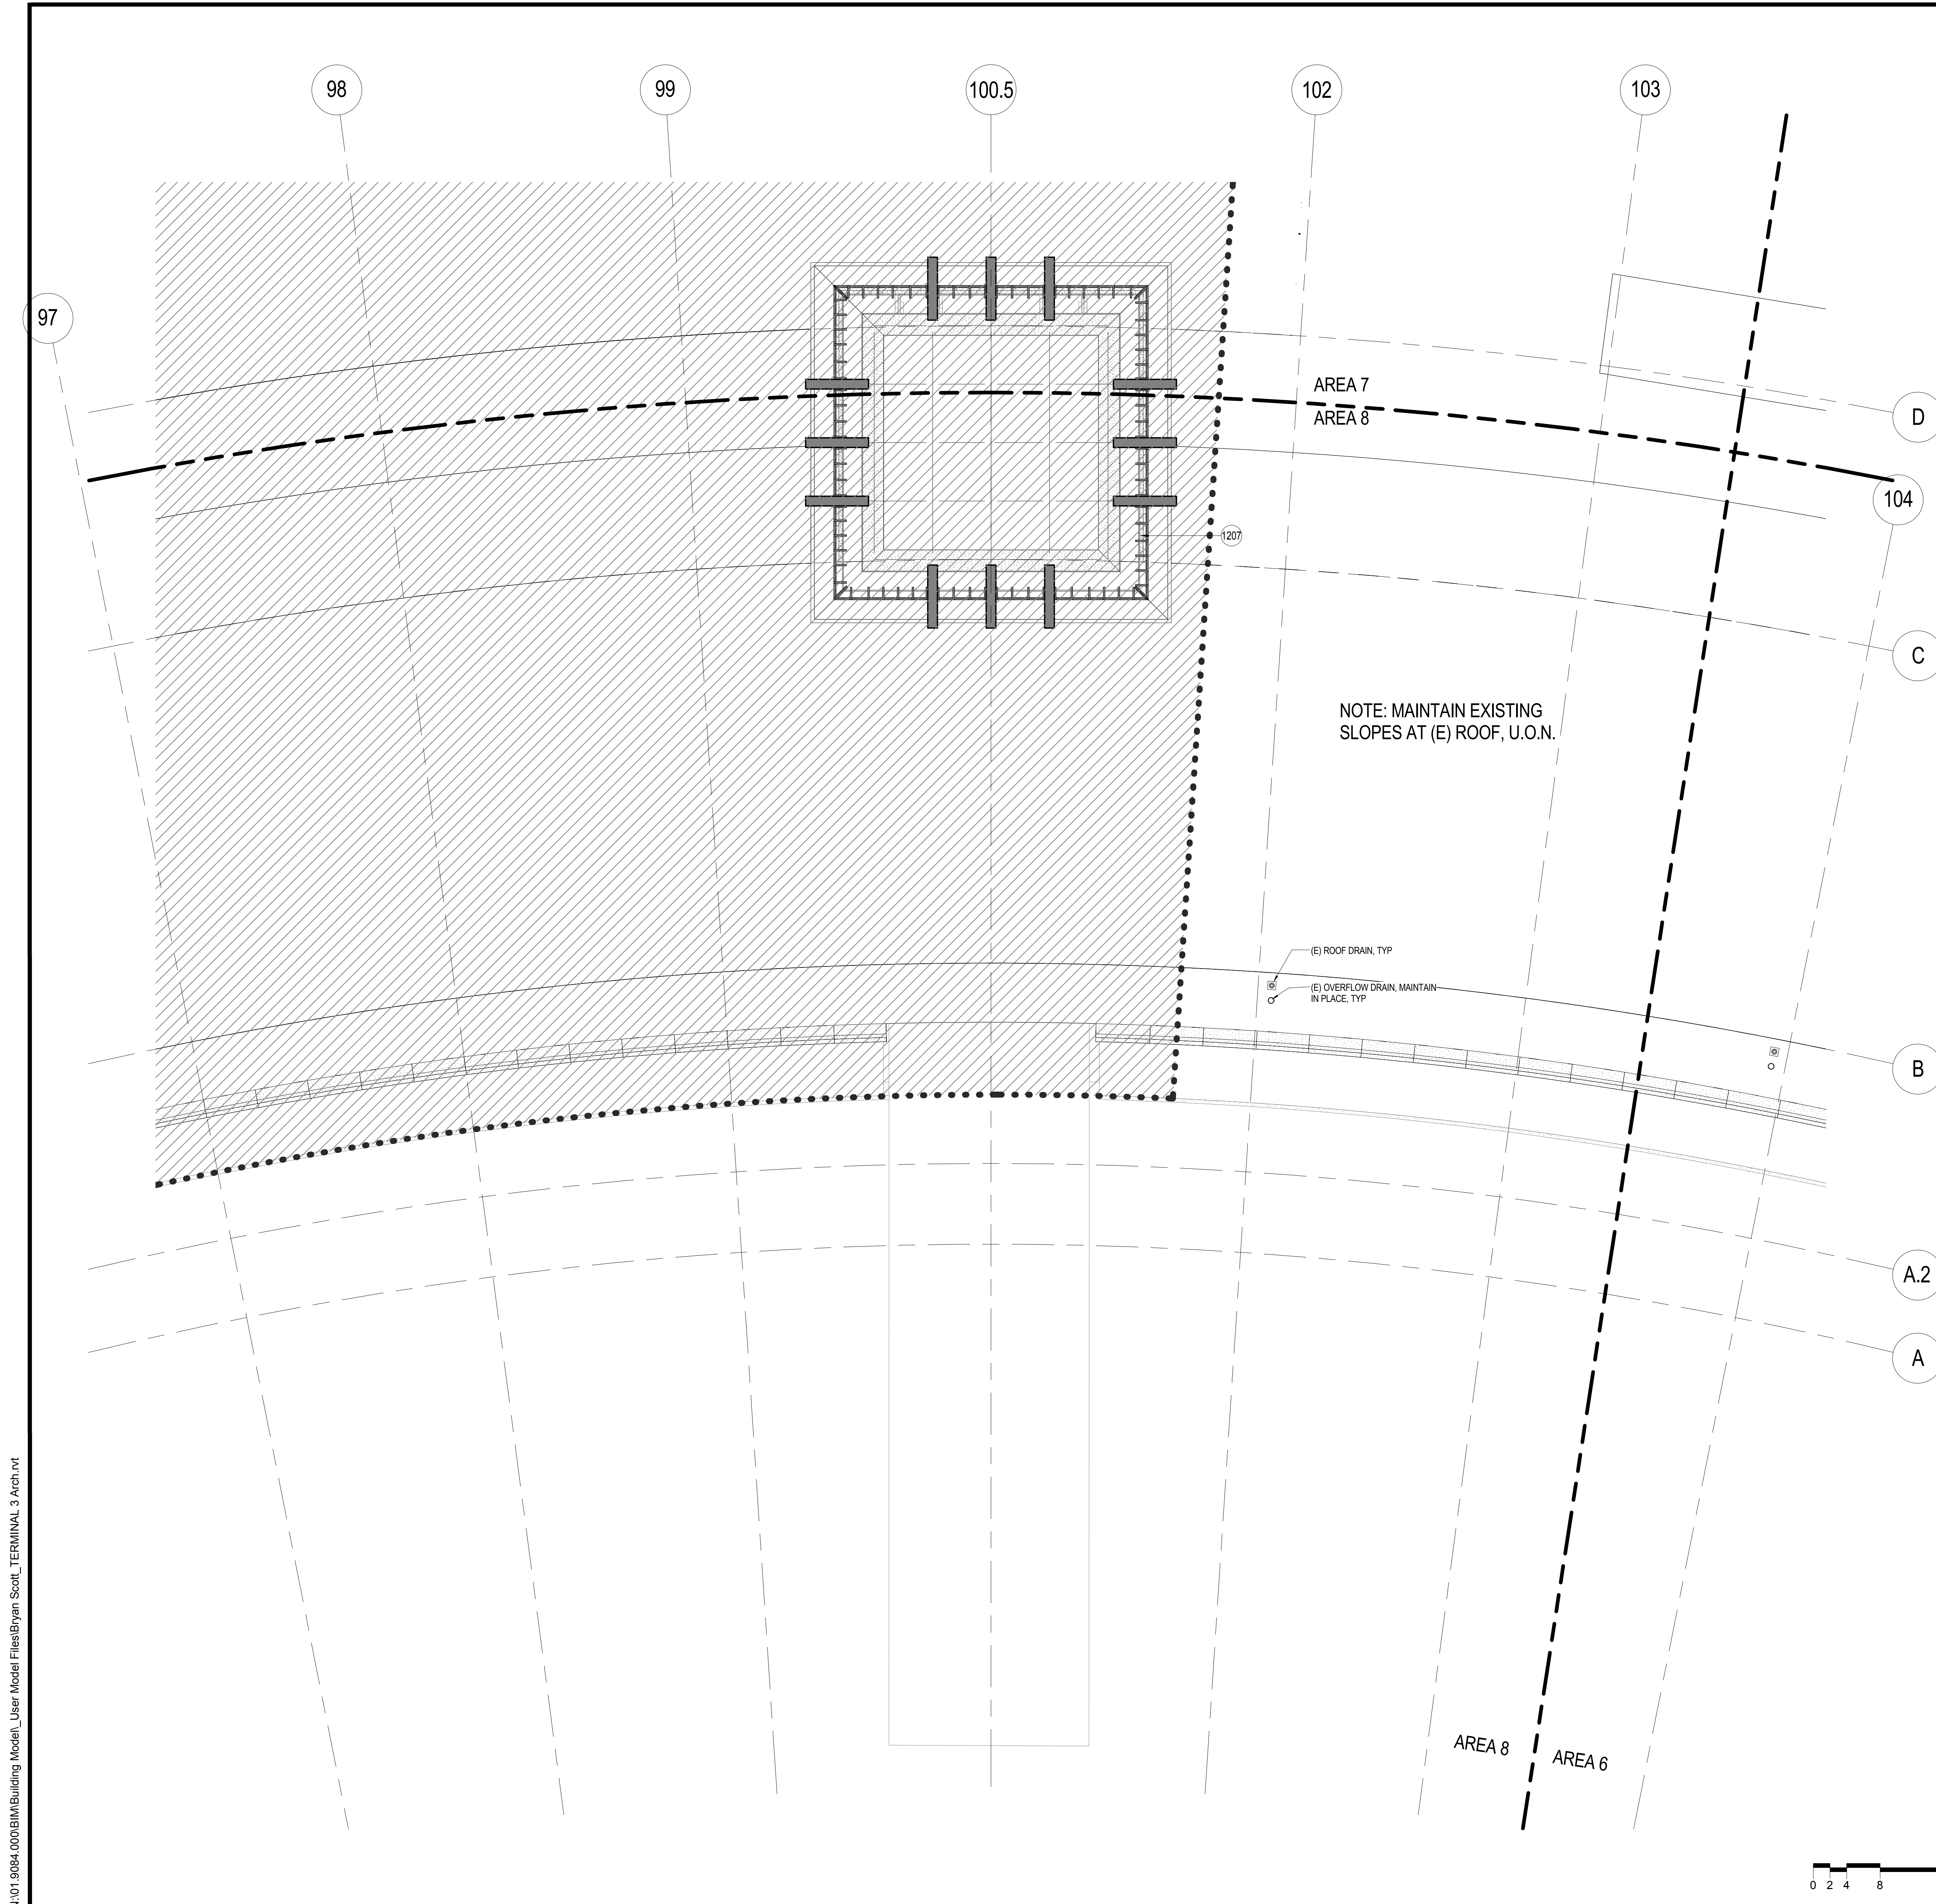 98
99
100.5
102
103
97
AREA 7
AREA 8
D
104
1207
C
NOTE: MAINTAIN EXISTING
SLOPES AT (E) ROOF, U.O.N.
(E) ROOF DRAIN, TYP
(E) OVERFLOW DRAIN, MAINTAIN
IN PLACE, TYP
B
A.2
A
AREA 8
AREA 6
0 2 4 8
:\01.9084.000\BIM\Building Model\_User Model Files\Bryan Scott_TERMINAL 3 Arch.rvt